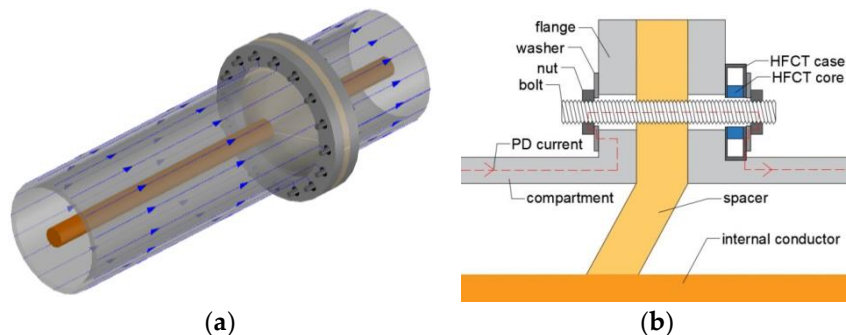 flange
washer
nut
bolt
HFCT case
HFCT core
PD current
compartment
spacer
internal conductor
(a)
(b)